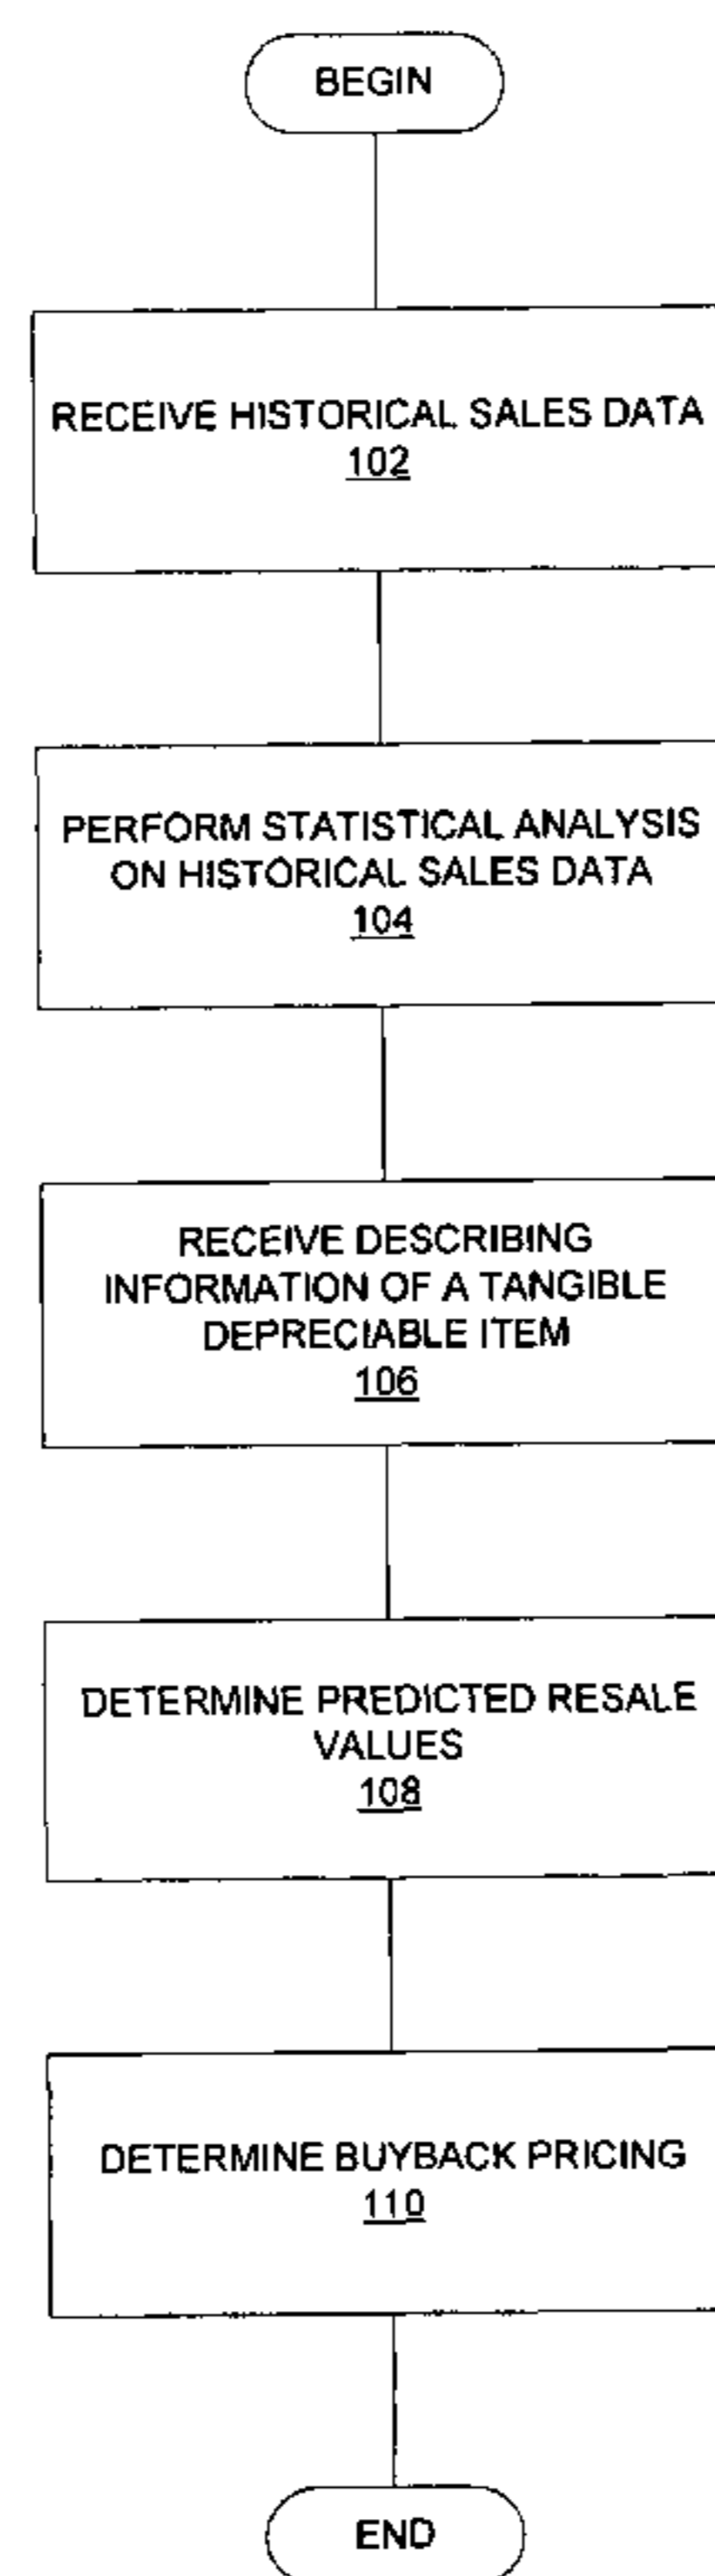 BEGIN
RECEIVE HISTORICAL SALES DATA
102
PERFORM STATISTICAL ANALYSIS
ON HISTORICAL SALES DATA
104
RECEIVE DESCRIBING
INFORMATION OF A TANGIBLE
DEPRECIABLE ITEM
106
DETERMINE PREDICTED RESALE
VALUES
108
DETERMINE BUYBACK PRICING
110
END